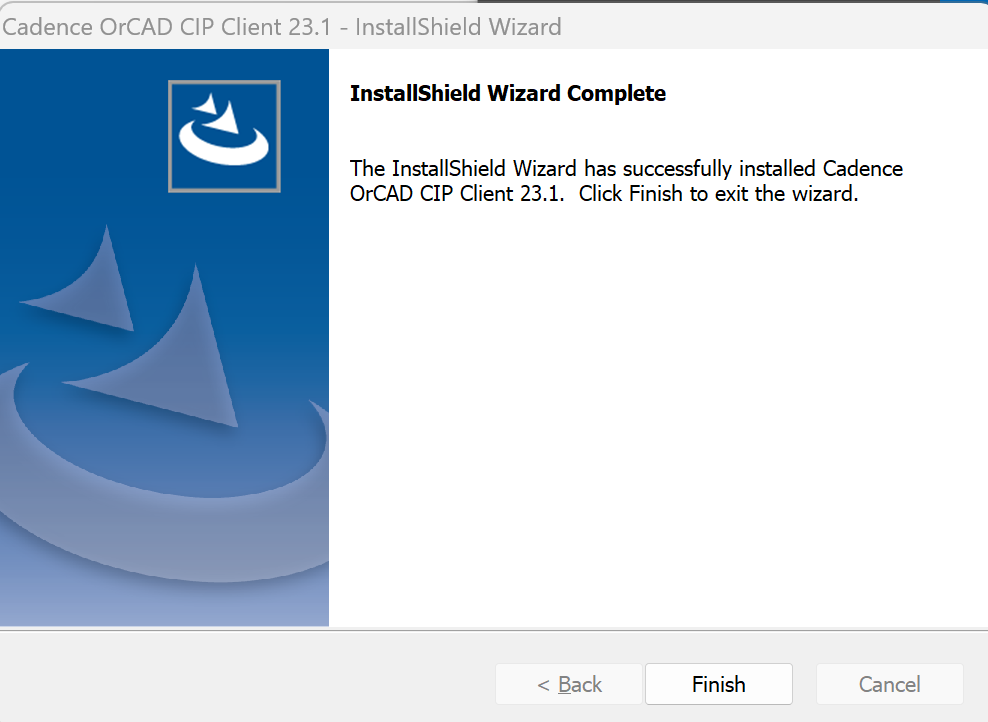 Cadence OrCAD CIP Client 23.1 - InstallShield Wizard
InstallShield Wizard Complete
The InstallShield Wizard has successfully installed Cadence
OrCAD CIP Client 23.1.  Click Finish to exit the wizard.
< Back
Finish
Cancel